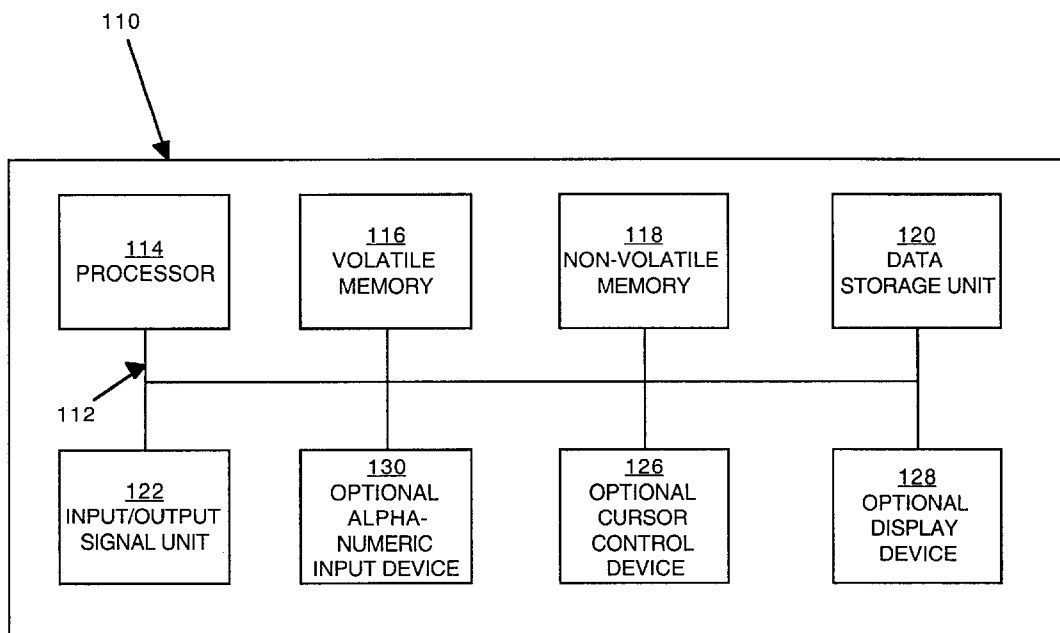 110
114
PROCESSOR
116
VOLATILE
MEMORY
118
NON-VOLATILE
MEMORY
120
DATA
STORAGE UNIT
112
122
INPUT/OUTPUT
SIGNAL UNIT
130
OPTIONAL
ALPHA-
NUMERIC
INPUT DEVICE
126
OPTIONAL
CURSOR
CONTROL
DEVICE
128
OPTIONAL
DISPLAY
DEVICE